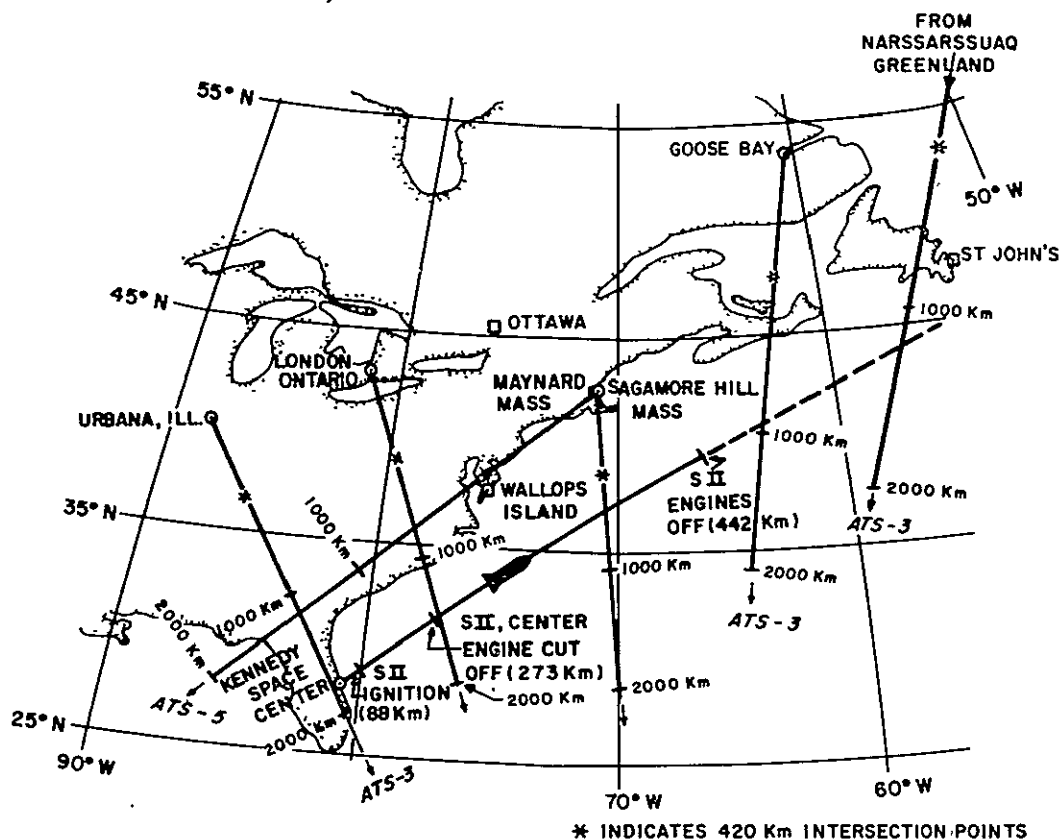 FROM
NARSSARSSUAQ
GREENLAND
55° N
GOOSE BAY
50° W
ST JOHN'S
45° N
OTTAWA
1000 Km
LONDON
ONTARIO
MAYNARD
MASS
SAGAMORE HILL
MASS
URBANA, ILL.
1000 Km
WALLOPS
ISLAND
S II
ENGINES
OFF (442 Km)
2000 Km
ATS-3
35° N
1000 Km
1000 Km
1000 Km
2000 Km
ATS-3
1000 Km
2000 Km
S II, CENTER
ENGINE CUT
OFF (273 Km)
KENNEDY
SPACE
CENTER
S II
IGNITION
(88 Km)
2000 Km
2000 Km
ATS-5
25° N
2000 Km
90° W
ATS-3
70° W
60° W
* INDICATES 420 Km INTERSECTION POINTS